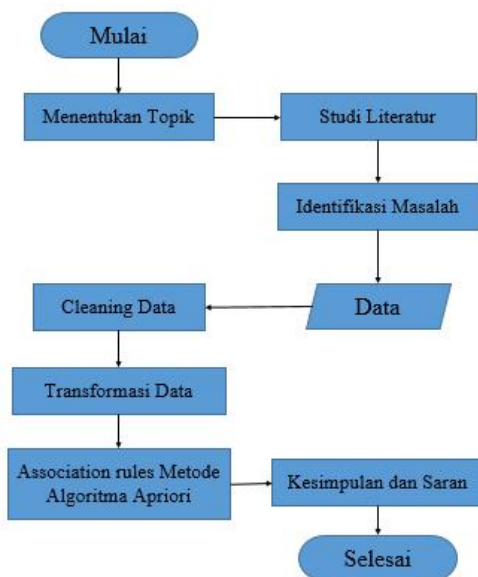 Mulai
Menentukan Topik
Studi Literatur
Identifikasi Masalah
Data
Cleaning Data
Transformasi Data
Association rules Metode
Algoritma Apriori
Kesimpulan dan Saran
Selesai